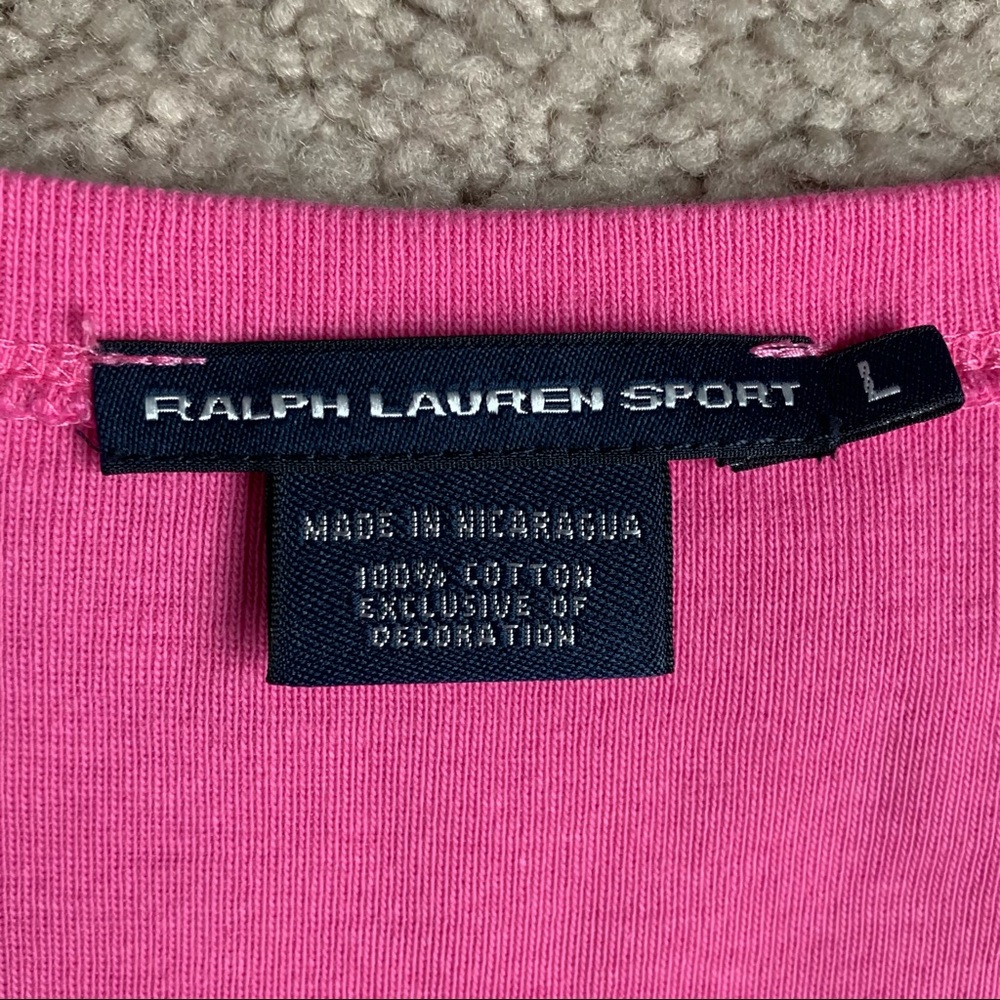 RALPH LAUREN SPORT L
MADE IN NICARAGUA
100% COTTON
EXCLUSIVE OF
DECORATION